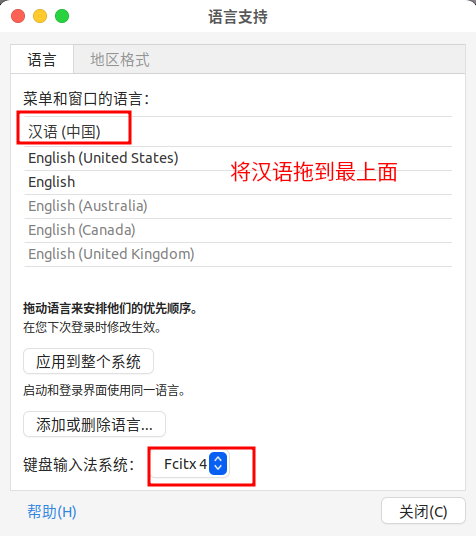 语言支持
语言
地区格式
菜单和窗口的语言：
汉语 (中国)
English (United States)
将汉语拖到最上面
English
English (Australia)
English (Canada)
English (United Kingdom)
拖动语言来安排他们的优先顺序。
在您下次登录时修改生效。
应用到整个系统
启动和登录界面使用同一语言。
添加或删除语言...
键盘输入法系统： Fcitx 4
帮助(H)
关闭(C)